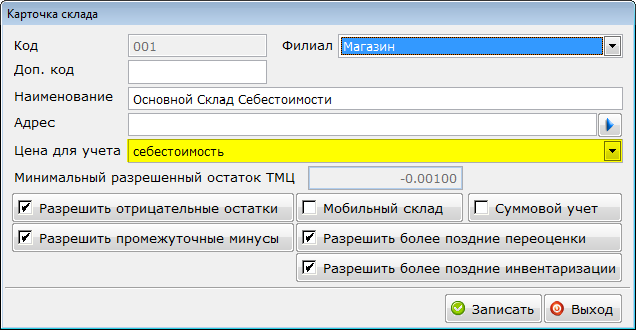 Карточка склада
Код 001 Филиал Магазин
Доп. код
Наименование Основной Склад Себестоимости
Адрес
Цена для учета себестоимость
Минимальный разрешенный остаток ТМЦ -0.00100
Разрешить отрицательные остатки Мобильный склад Суммовой учет
Разрешить промежуточные минусы Разрешить более поздние переоценки
Разрешить более поздние инвентаризации
Записать Выход